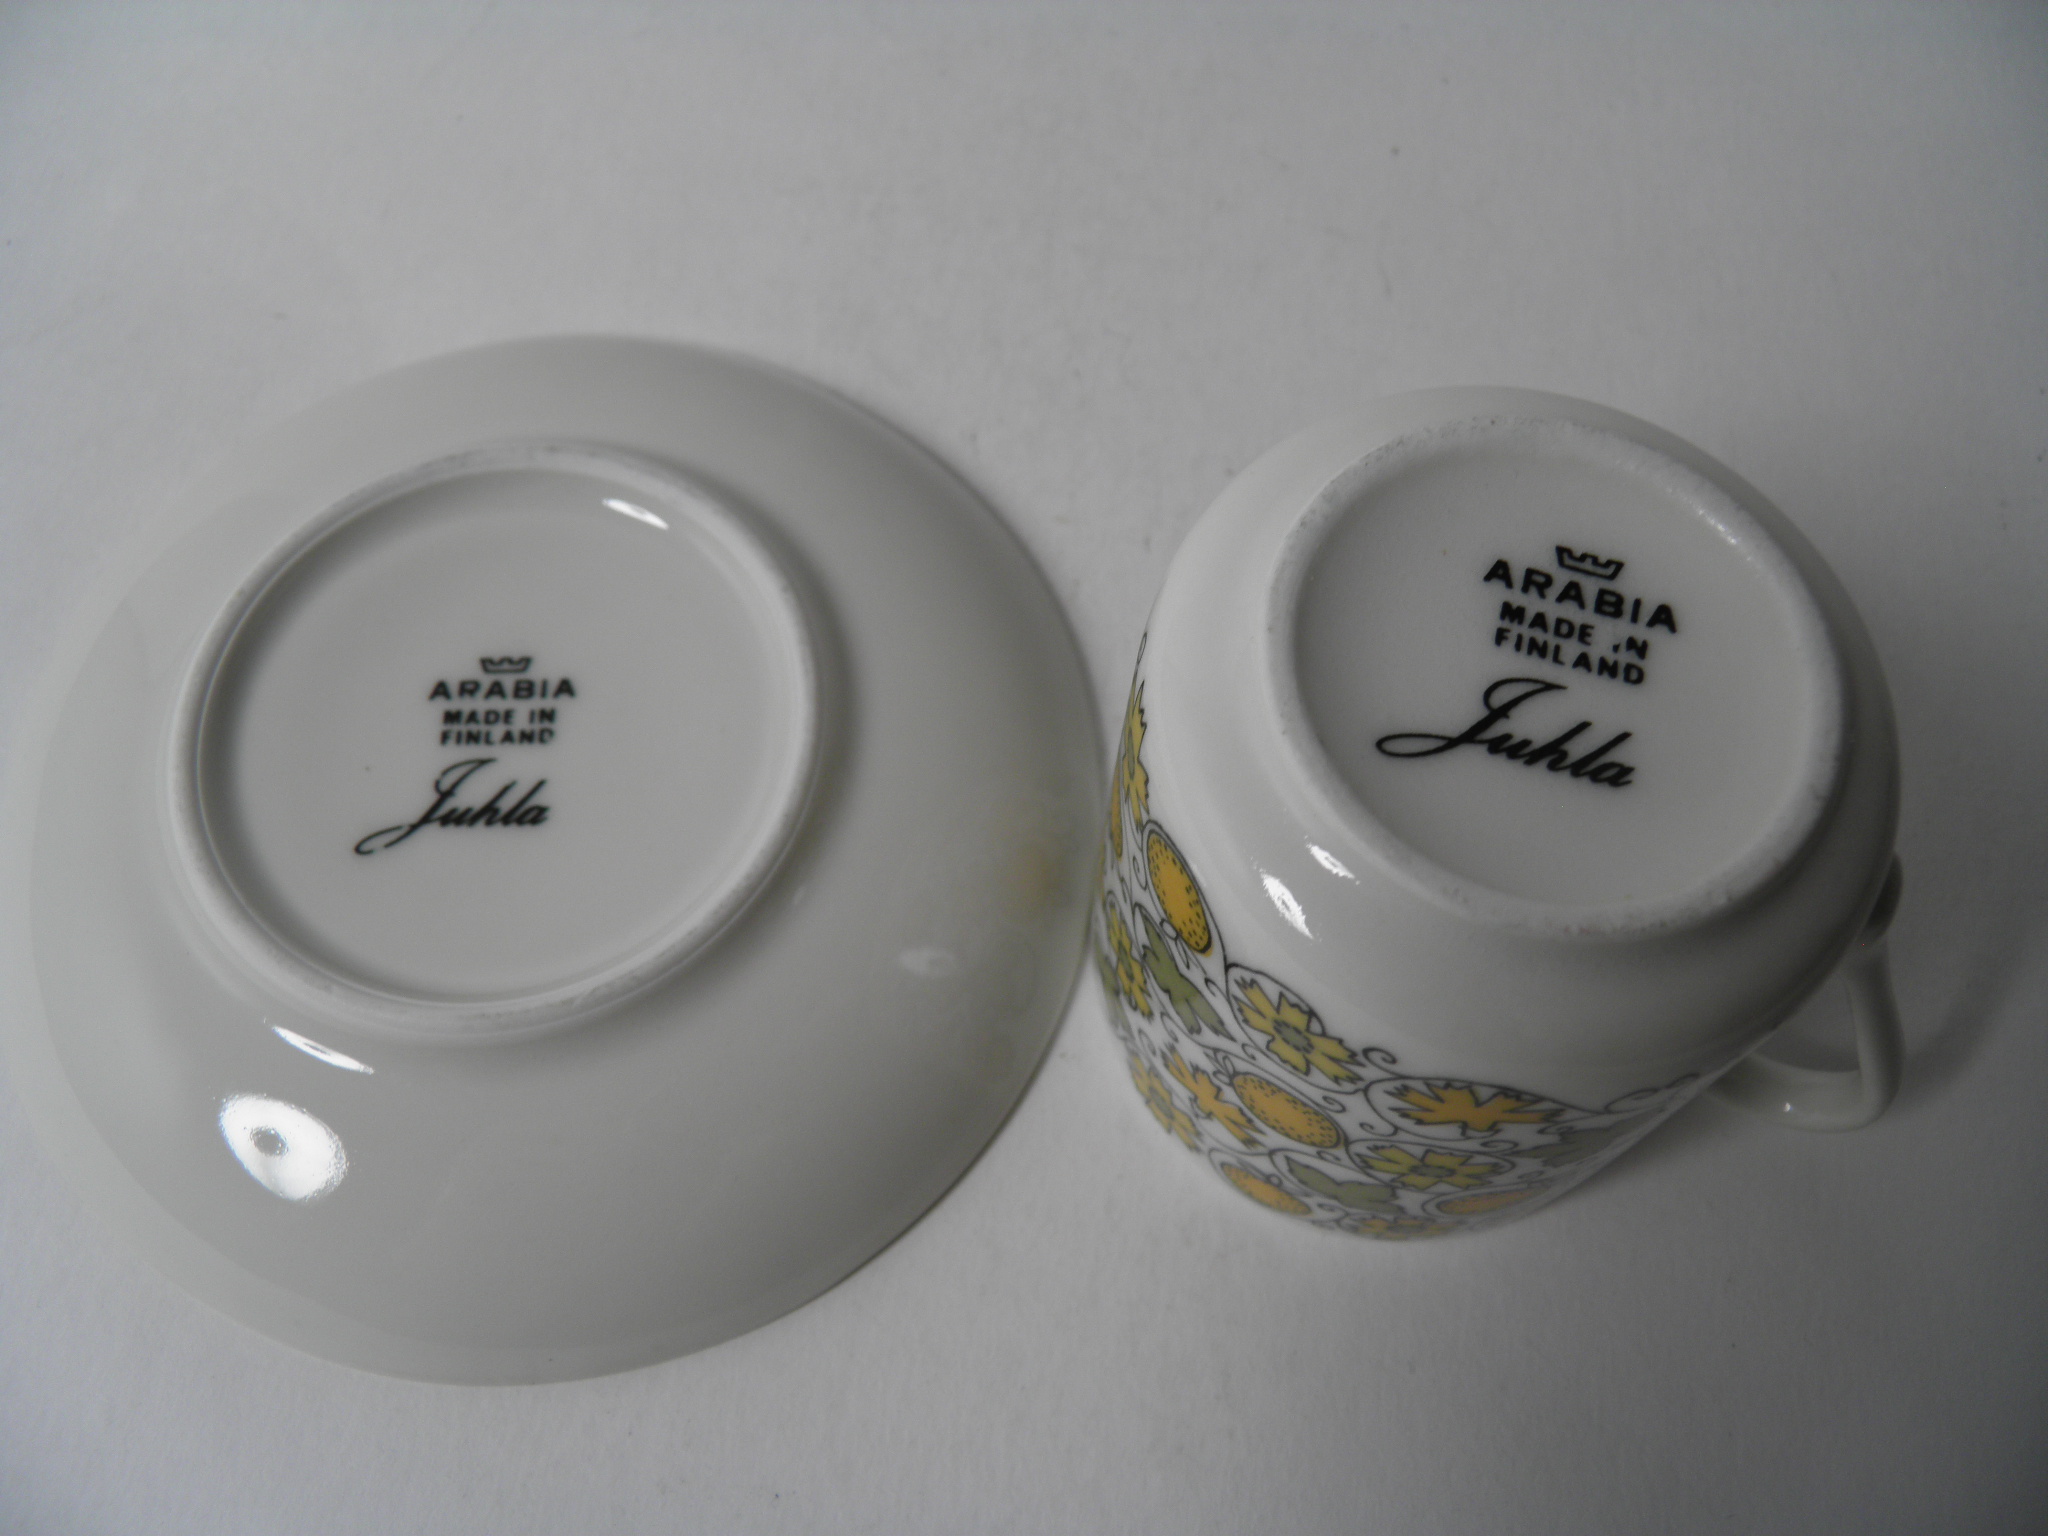 ARABIA
MADE IN
FINLAND
Juhla
ARABIA
MADE IN
FINLAND
Juhla